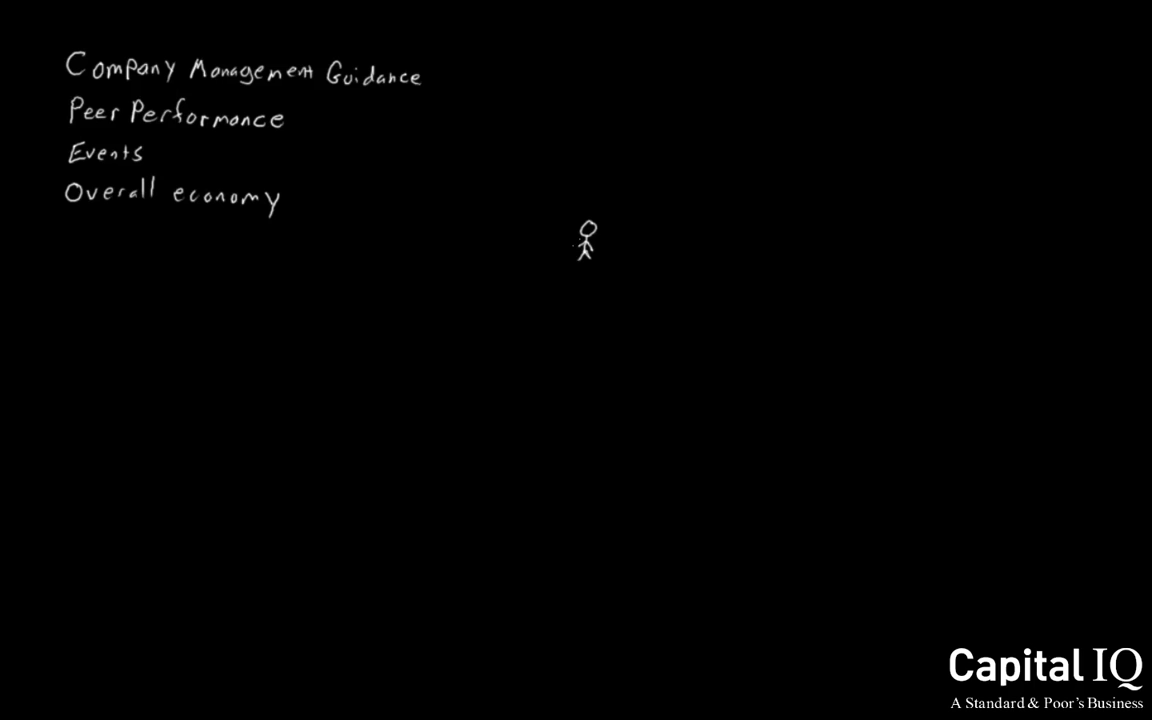 Company Management Guidance
Peer Performance
Events
Overall economy
Capital IQ
A Standard & Poor's Business